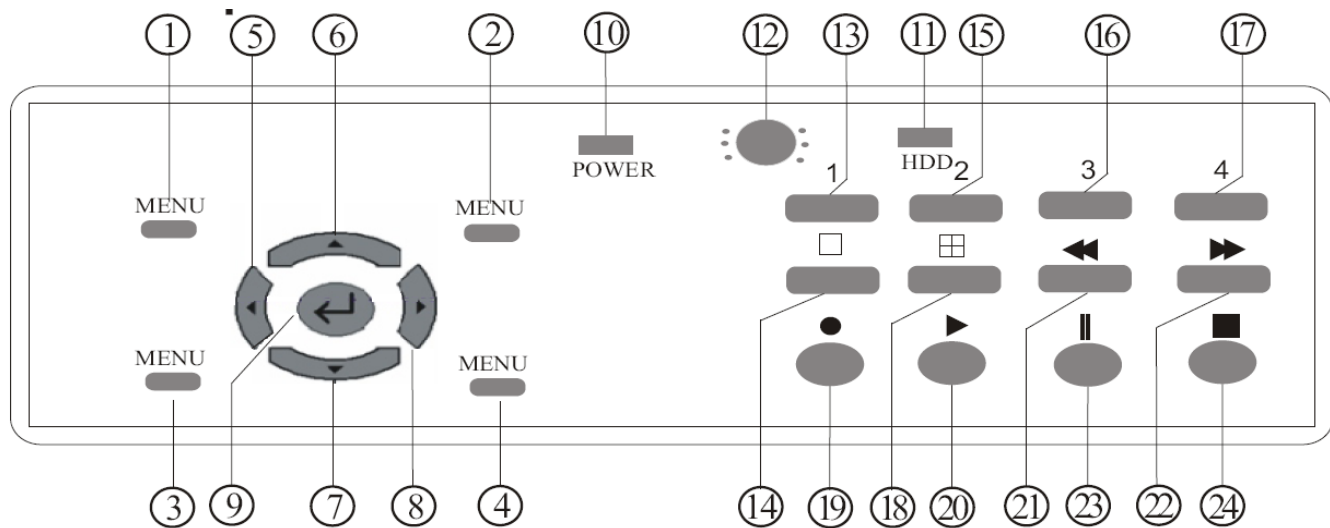 ① ⑤ ⑥ ② ⑩ ⑫ ⑬ ⑪ ⑮ ⑯ ⑰
POWER
HDD
1 2 3 4
MENU MENU
MENU MENU
③ ⑨ ⑦ ⑧ ④ ⑭ ⑲ ⑱ ⑳ ㉑ ㉓ ㉒ ㉔